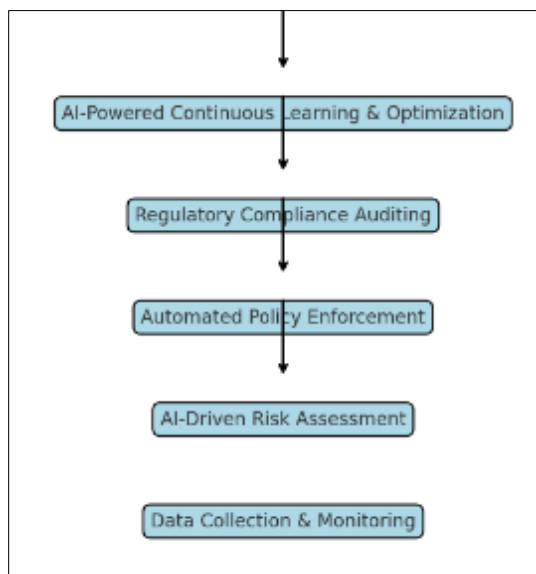 AI-Powered Continuous Learning & Optimization
Regulatory Compliance Auditing
Automated Policy Enforcement
AI-Driven Risk Assessment
Data Collection & Monitoring